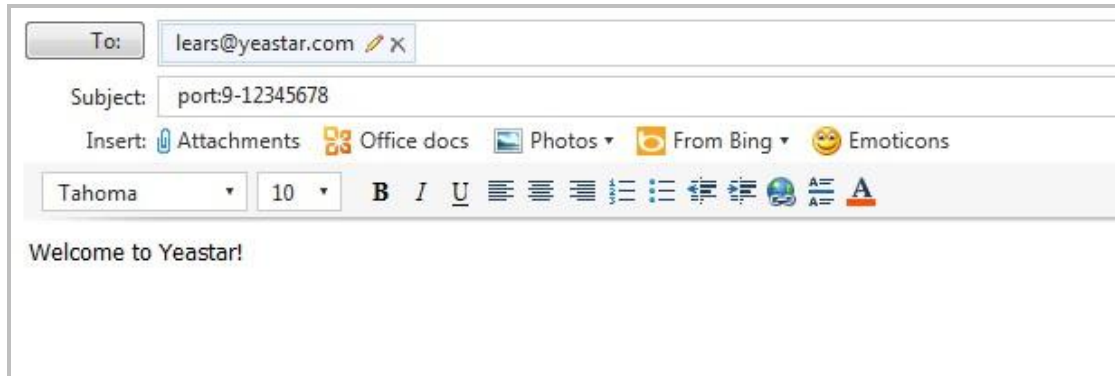 To: lears@yeastar.com
Subject: port:9-12345678
Insert: Attachments Office docs Photos From Bing Emoticons
Tahoma 10 B I U A
Welcome to Yeastar!